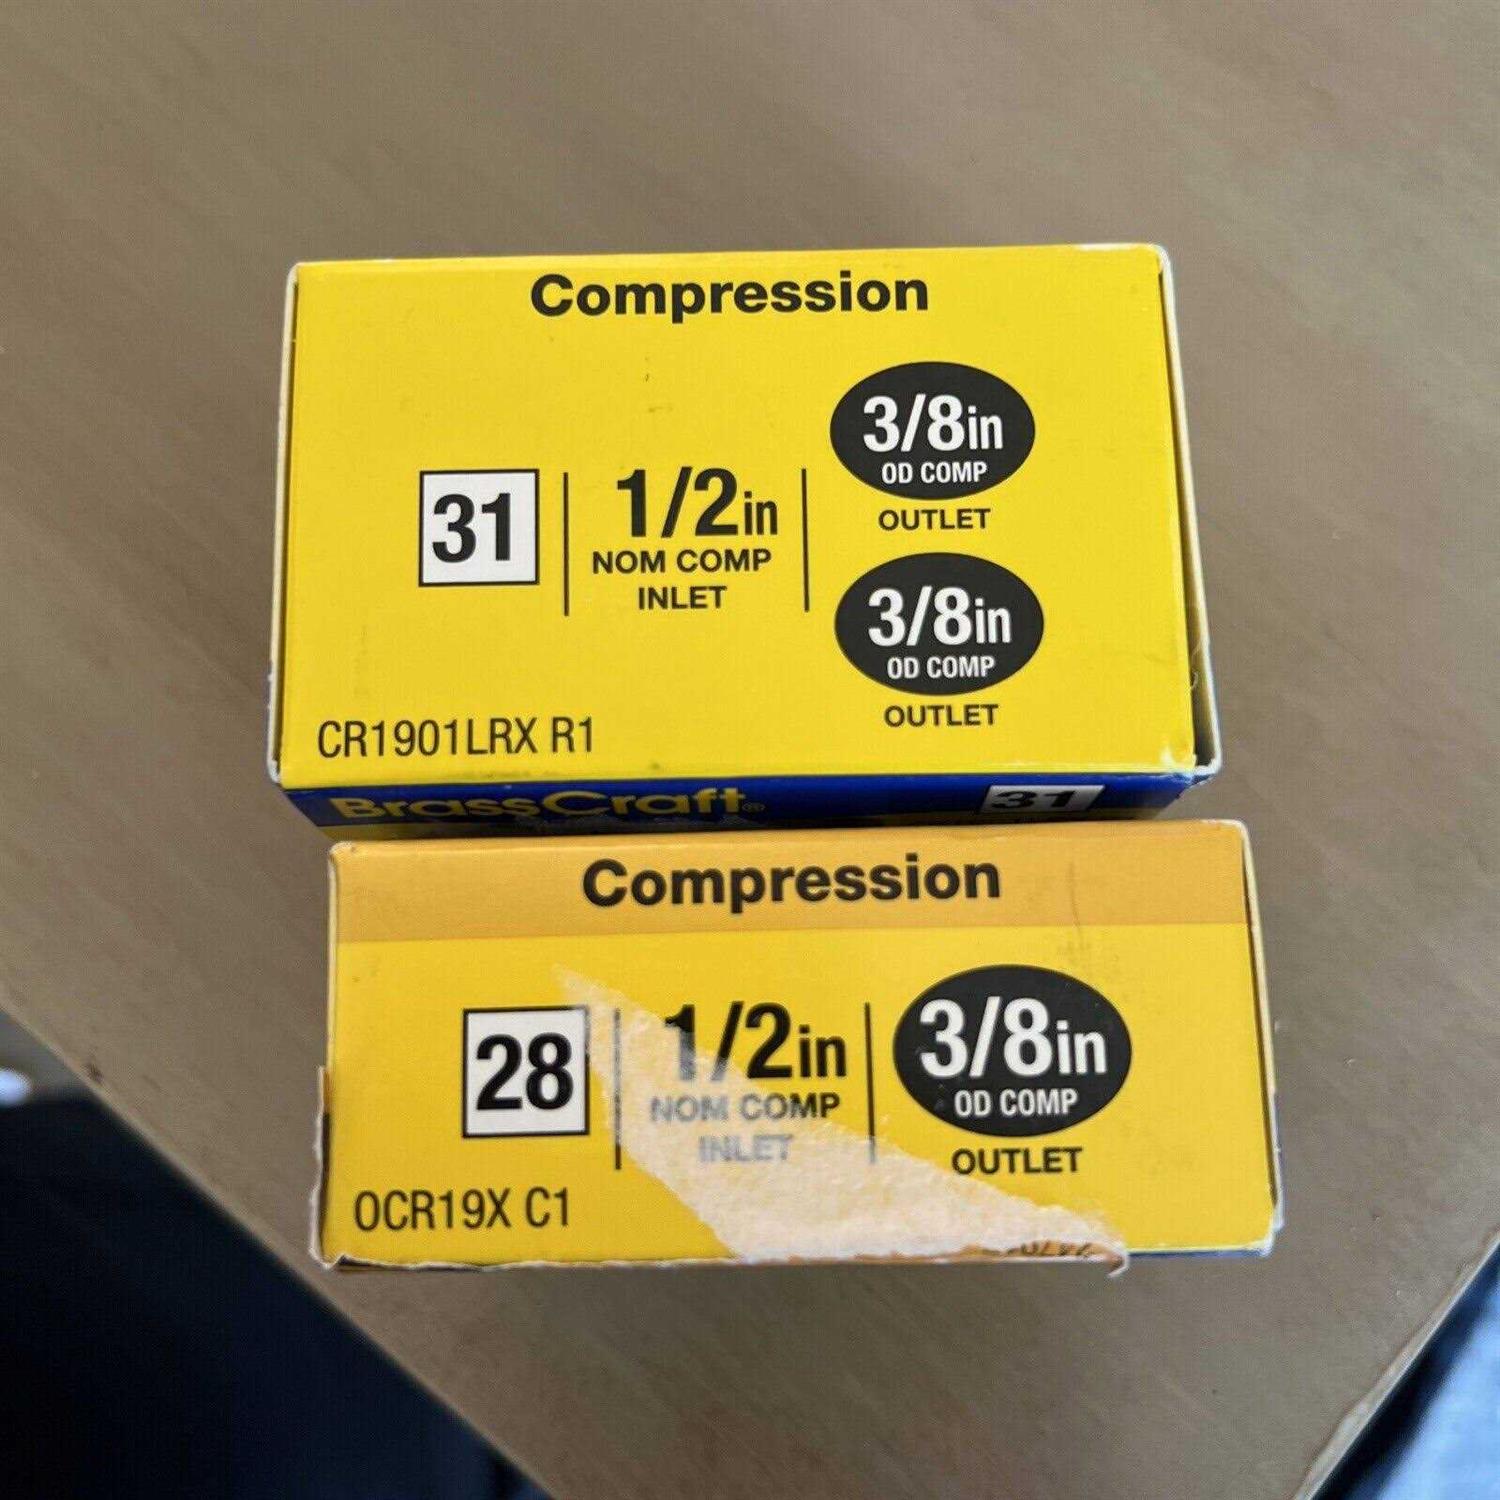 Compression
31
1/2in
NOM COMP
INLET
3/8in
OD COMP
OUTLET
3/8in
OD COMP
OUTLET
CR1901LRX R1
BrassCraft®
31
Compression
28
1/2in
NOM COMP
INLET
3/8in
OD COMP
OUTLET
OCR19X C1